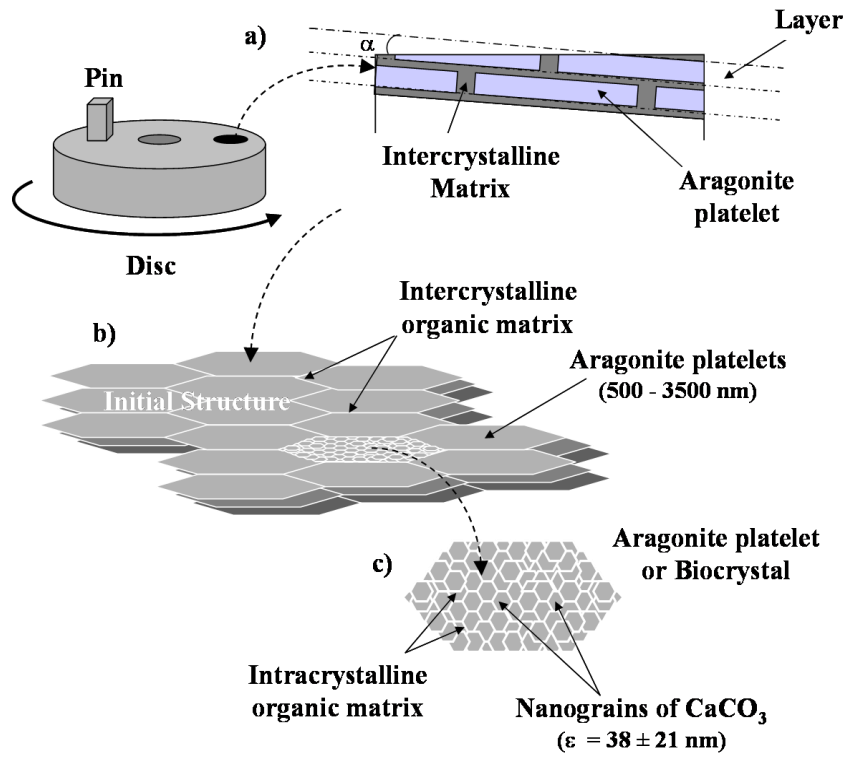 a)
α
Layer
Pin
Intercrystalline
Matrix
Aragonite
platelet
Disc
b)
Intercrystalline
organic matrix
Aragonite platelets
(500 - 3500 nm)
Initial Structure
c)
Aragonite platelet
or Biocrystal
Intracrystalline
organic matrix
Nanograins of CaCO₃
(ε = 38 ± 21 nm)